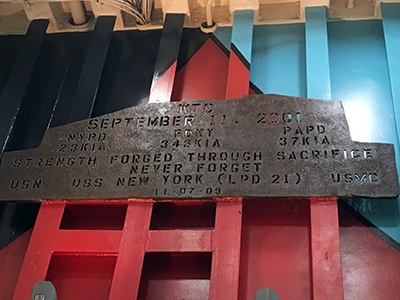 WTC
SEPTEMBER 11, 2001
NYPD FDNY PAPD
23KIA 343KIA 37KIA
STRENGTH FORGED THROUGH SACRIFICE
NEVER FORGET
USN USS NEW YORK (LPD 21) USMC
11-07-09